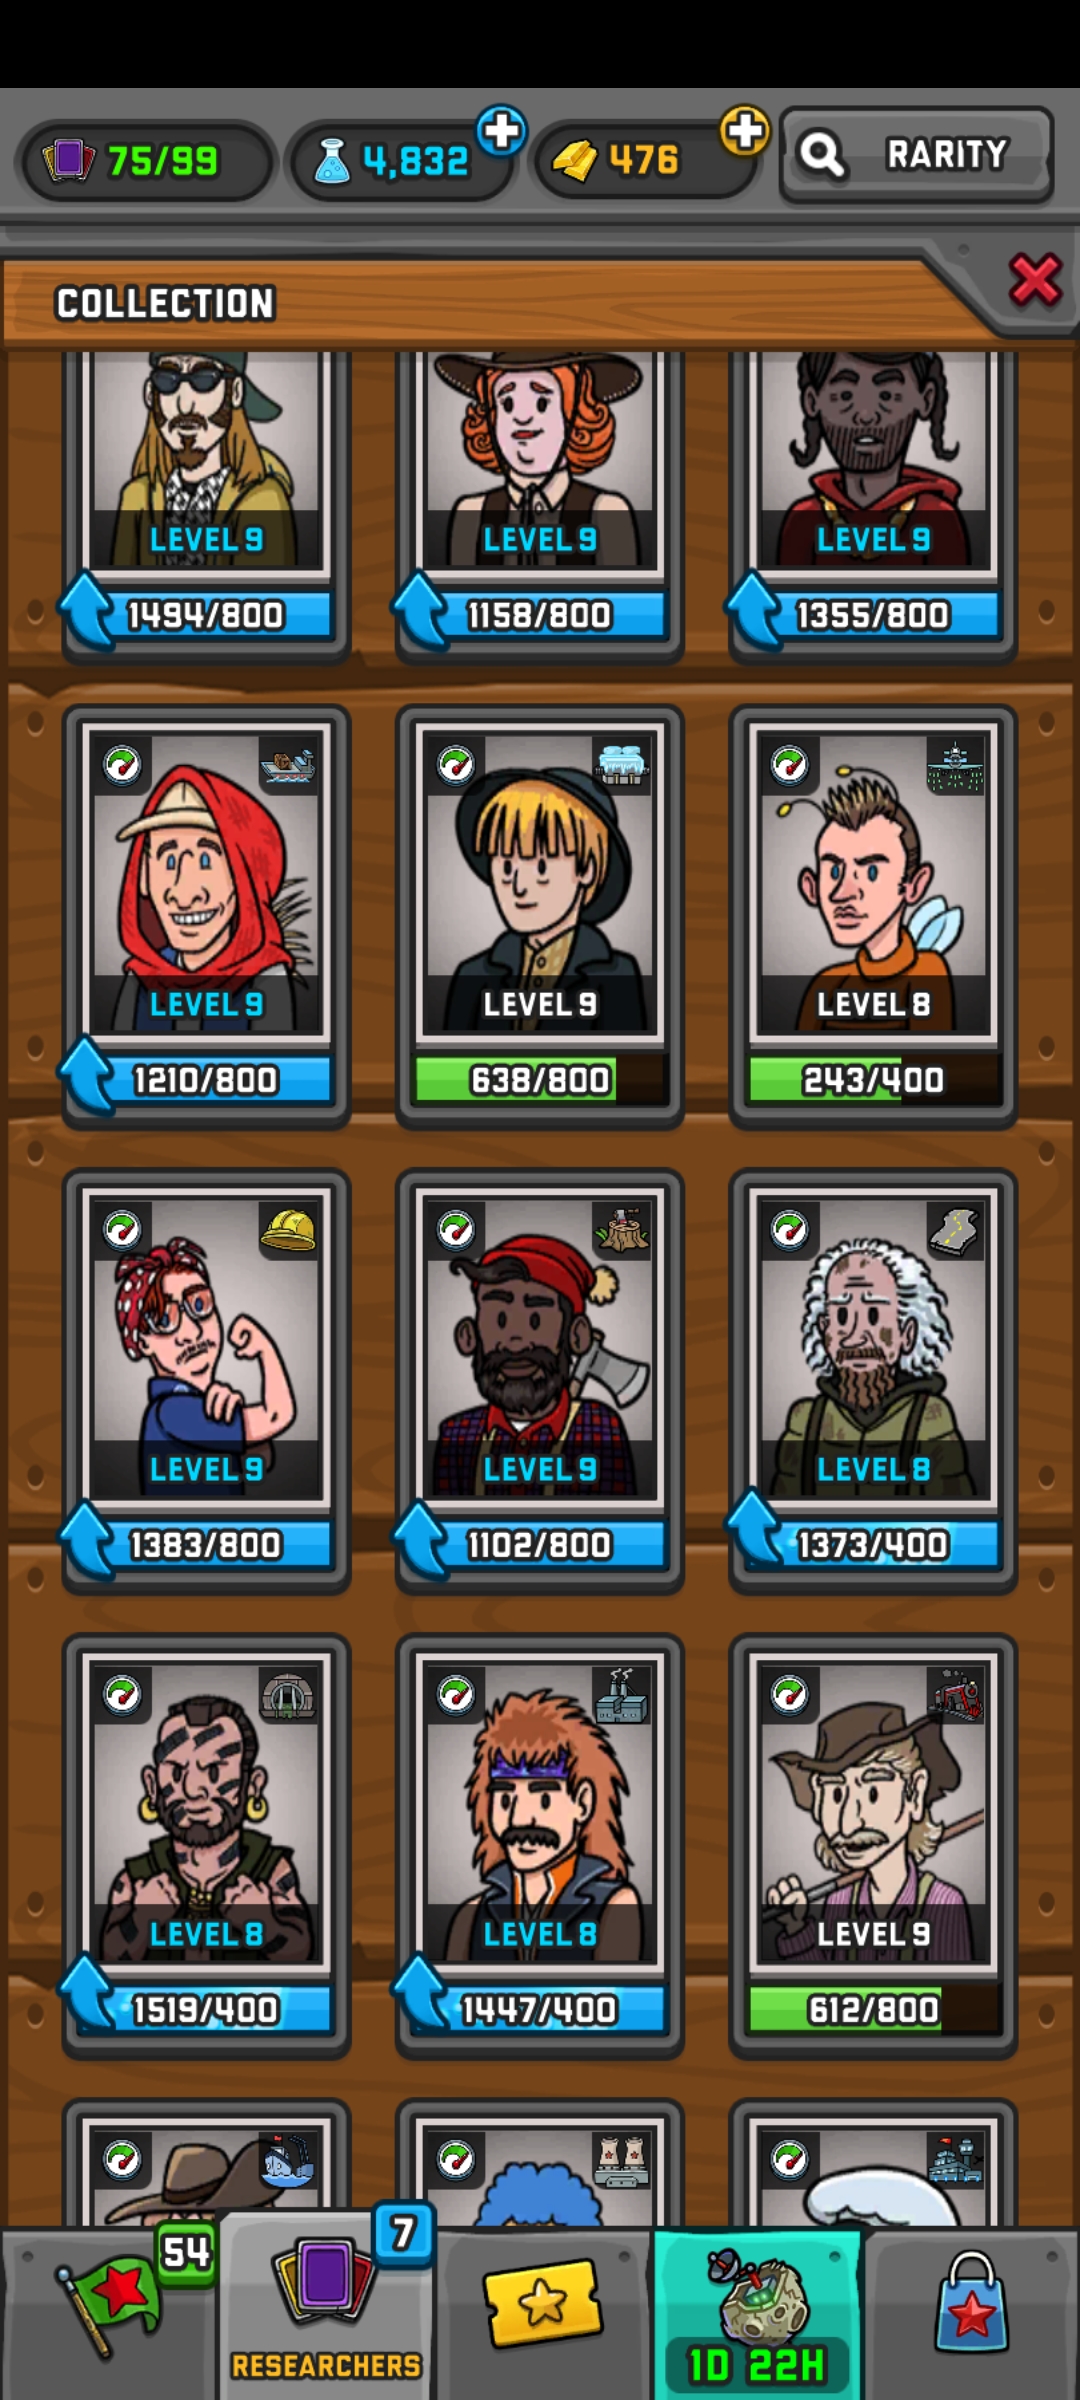 75/99
4,832
476
RARITY
COLLECTION
LEVEL 9
LEVEL 9
LEVEL 9
1494/800
1158/800
1355/800
LEVEL 9
LEVEL 9
LEVEL 8
1210/800
638/800
243/400
LEVEL 9
LEVEL 9
LEVEL 8
1383/800
1102/800
1373/400
LEVEL 8
LEVEL 8
LEVEL 9
1519/400
1447/400
612/800
54
7
RESEARCHERS
1D 22H